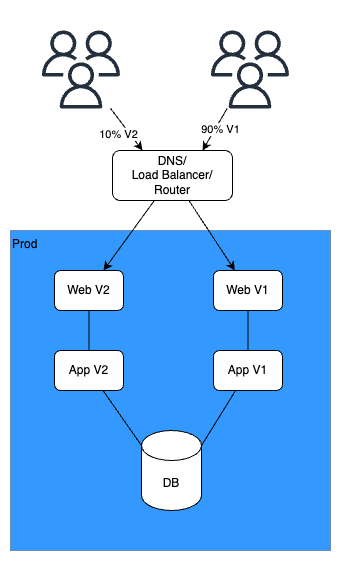 10% V2
90% V1
DNS/
Load Balancer/
Router
Prod
Web V2
Web V1
App V2
App V1
DB